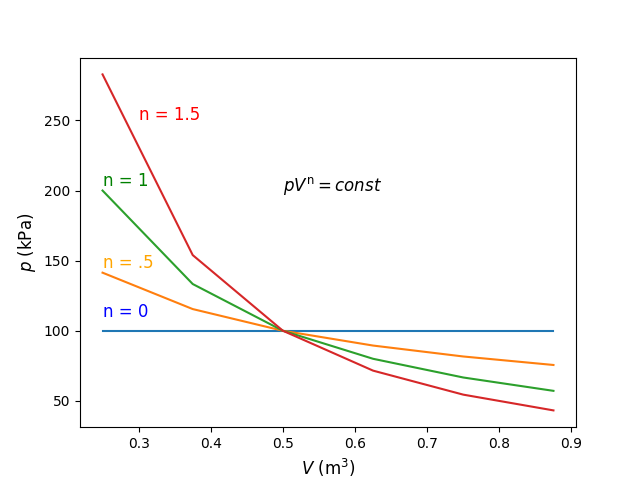 n = 1.5
n = 1
pVⁿ = const
n = .5
n = 0
p (kPa)
250
200
150
100
50
0.3 0.4 0.5 0.6 0.7 0.8 0.9
V (m³)